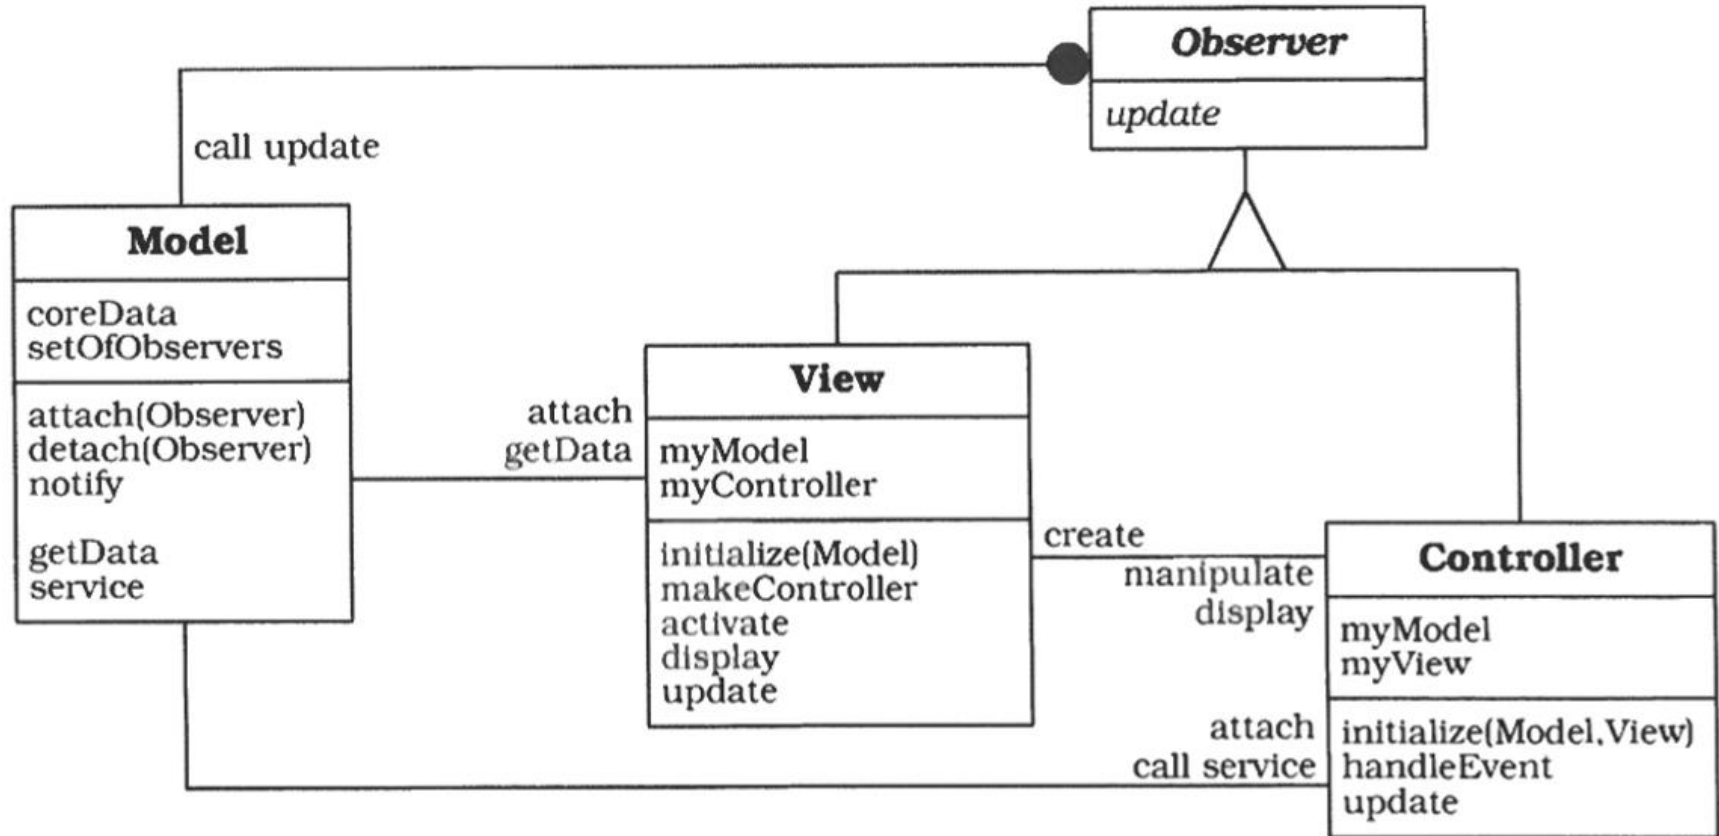 Observer
update
call update
Model
coreData
setOfObservers
attach(Observer)
detach(Observer)
notify
getData
service
attach
getData
View
myModel
myController
initialize(Model)
makeController
activate
display
update
create
manipulate
display
Controller
myModel
myView
attach
call service
initialize(Model,View)
handleEvent
update